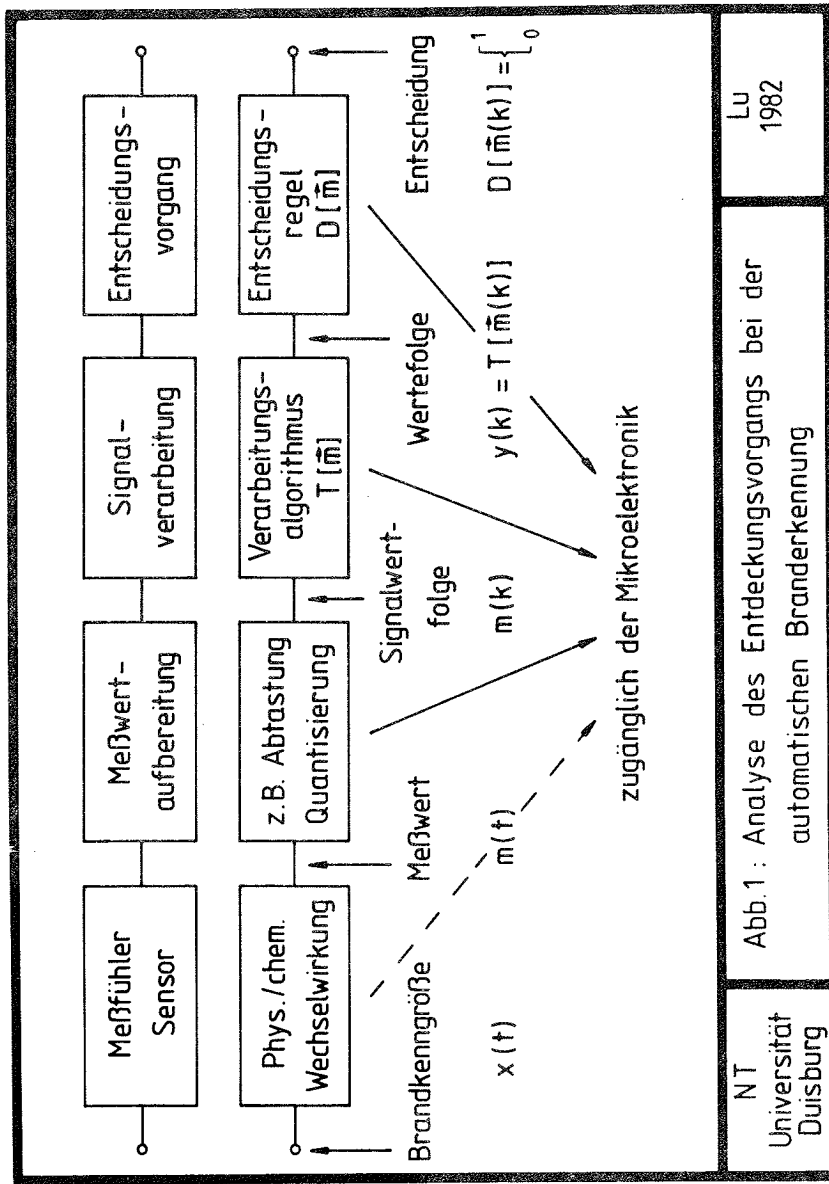 Meßfühler
Sensor
Meßwert-
aufbereitung
Signal-
verarbeitung
Entscheidungs-
vorgang
Phys./chem.
Wechselwirkung
z.B. Abtastung
Quantisierung
Verarbeitungs-
algorithmus
T [m⃗]
Entscheidungs-
regel
D [m⃗]
Brandkenngröße
Meßwert
Signalwert-
folge
Wertefolge
Entscheidung
x (t)
m(t)
m(k)
y(k) = T [m⃗(k)]
D [m⃗(k)] = { 1 0
zugänglich der Mikroelektronik
NT
Universität
Duisburg
Abb.1 : Analyse des Entdeckungsvorgangs bei der
automatischen Branderkennung
Lu
1982